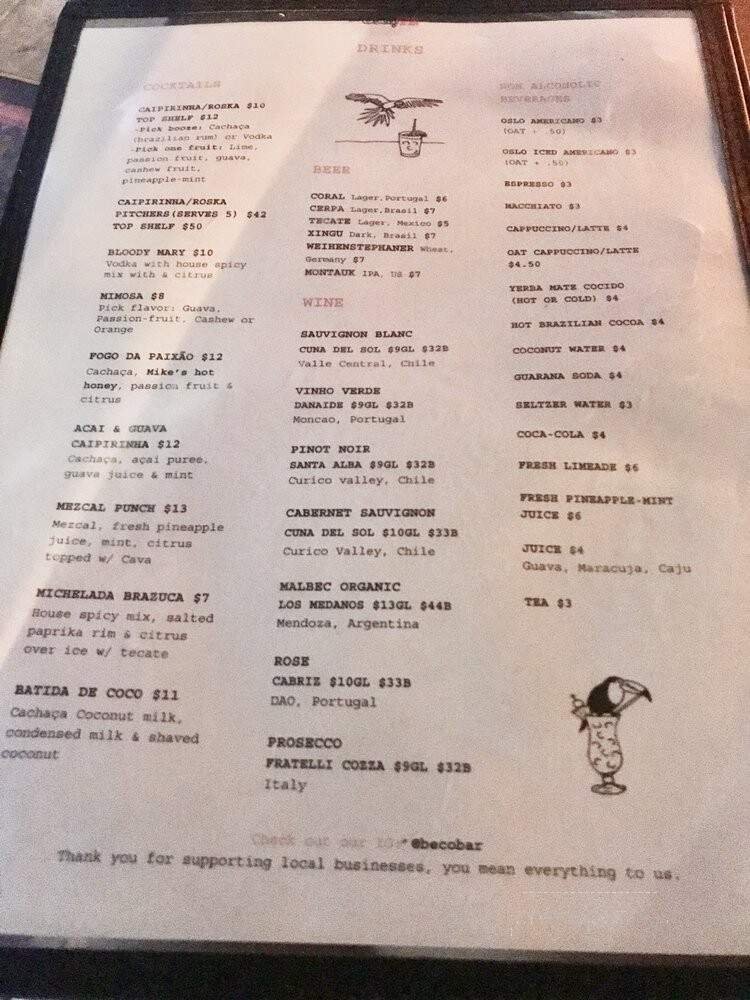 DRINKS
COCKTAILS
CAIPIRINHA/ROSKA $10
TOP SHELF $12
-Pick booze: Cachaça
(brazilian rum) or Vodka
-Pick one fruit: Lime,
passion fruit, guava,
cashew fruit,
pineapple-mint
CAIPIRINHA/ROSKA
PITCHERS(SERVES 5) $42
TOP SHELF $50
BLOODY MARY $10
Vodka with house spicy
mix with & citrus
MIMOSA $8
Pick flavor: Guava,
Passion-fruit, Cashew or
Orange
FOGO DA PAIXÃO $12
Cachaça, Mike's hot
honey, passion fruit &
citrus
ACAI & GUAVA
CAIPIRINHA $12
Cachaça, açai puree,
guava juice & mint
MEZCAL PUNCH $13
Mezcal, fresh pineapple
juice, mint, citrus
topped w/ Cava
MICHELADA BRAZUCA $7
House spicy mix, salted
paprika rim & citrus
over ice w/ tecate
BATIDA DE COCO $11
Cachaça Coconut milk,
condensed milk & shaved
coconut
BEER
CORAL Lager, Portugal $6
CERPA Lager, Brasil $7
TECATE Lager, Mexico $5
XINGU Dark, Brasil $7
WEIHENSTEPHANER Wheat,
Germany $7
MONTAUK IPA, US $7
WINE
SAUVIGNON BLANC
CUNA DEL SOL $9GL $32B
Valle Central, Chile
VINHO VERDE
DANAIDE $9GL $32B
Moncao, Portugal
PINOT NOIR
SANTA ALBA $9GL $32B
Curico valley, Chile
CABERNET SAUVIGNON
CUNA DEL SOL $10GL $33B
Curico Valley, Chile
MALBEC ORGANIC
LOS MEDANOS $13GL $44B
Mendoza, Argentina
ROSE
CABRIZ $10GL $33B
DAO, Portugal
PROSECCO
FRATELLI COZZA $9GL $32B
Italy
NON ALCOHOLIC
BEVERAGES
OSLO AMERICANO $3
(OAT + .50)
OSLO ICED AMERICANO $3
(OAT + .50)
ESPRESSO $3
MACCHIATO $3
CAPPUCCINO/LATTE $4
OAT CAPPUCCINO/LATTE
$4.50
YERBA MATE COCIDO
(HOT OR COLD) $4
HOT BRAZILIAN COCOA $4
COCONUT WATER $4
GUARANA SODA $4
SELTZER WATER $3
COCA-COLA $4
FRESH LIMEADE $6
FRESH PINEAPPLE-MINT
JUICE $6
JUICE $4
Guava, Maracuja, Caju
TEA $3
Check out our IG: @becobar
Thank you for supporting local businesses, you mean everything to us.